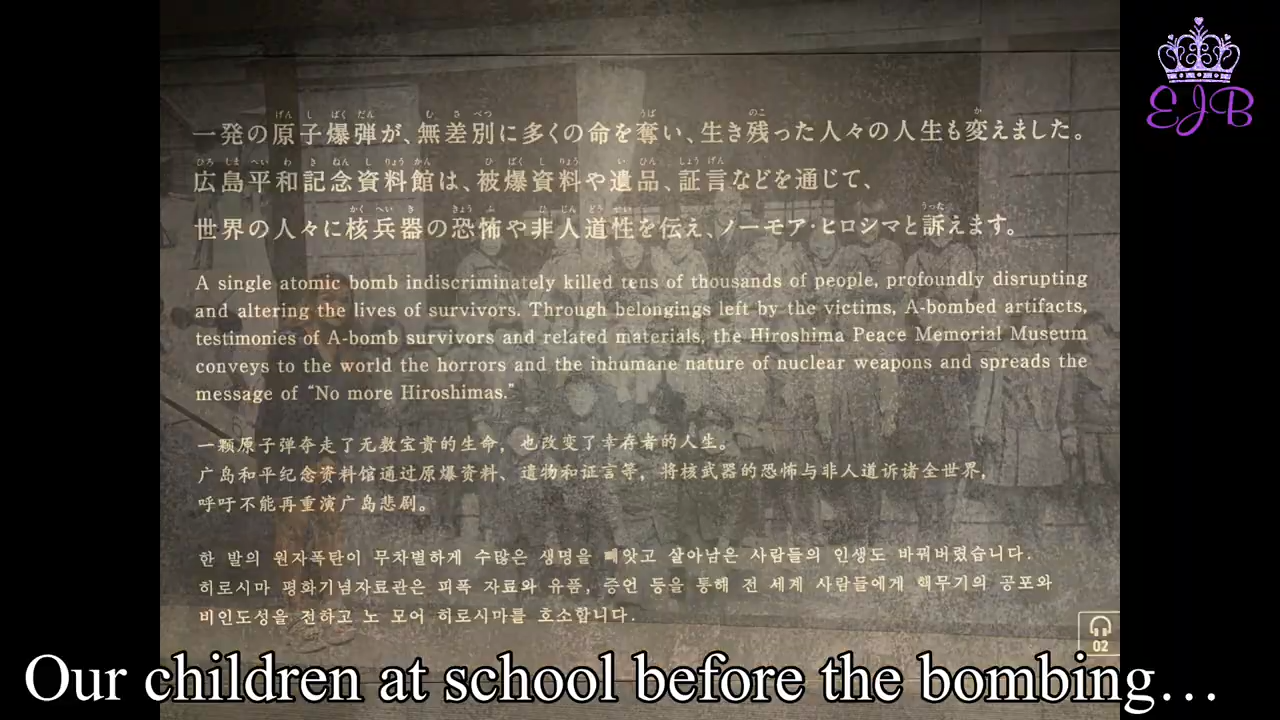 EJB
一発の原子爆弾が、無差別に多くの命を奪い、生き残った人々の人生も変えました。
広島平和記念資料館は、被爆資料や遺品、証言などを通じて、
世界の人々に核兵器の恐怖や非人道性を伝え、ノーモア・ヒロシマと訴えます。
A single atomic bomb indiscriminately killed tens of thousands of people, profoundly disrupting
and altering the lives of survivors. Through belongings left by the victims, A-bombed artifacts,
testimonies of A-bomb survivors and related materials, the Hiroshima Peace Memorial Museum
conveys to the world the horrors and the inhumane nature of nuclear weapons and spreads the
message of “No more Hiroshimas.”
一颗原子弹夺走了无数宝贵的生命，也改变了幸存者的人生。
广岛和平纪念资料馆通过原爆资料、遗物和证言等，将核武器的恐怖与非人道诉诸全世界，
呼吁不能再重演广岛悲剧。
한 발의 원자폭탄이 무차별하게 수많은 생명을 빼앗고 살아남은 사람들의 인생도 바꿔버렸습니다.
히로시마 평화기념자료관은 피폭 자료와 유품, 증언 등을 통해 전 세계 사람들에게 핵무기의 공포와
비인도성을 전하고 노 모어 히로시마를 호소합니다.
02
Our children at school before the bombing…